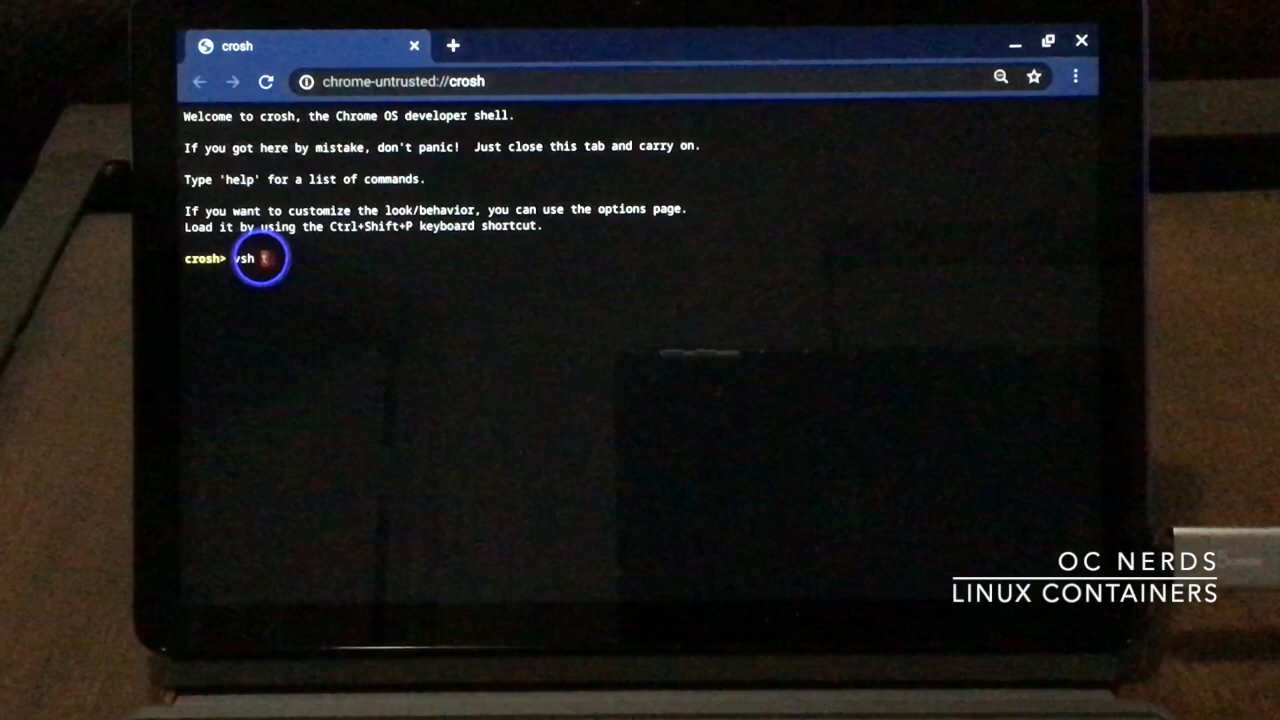 crosh
chrome-untrusted://crosh
Welcome to crosh, the Chrome OS developer shell.
If you got here by mistake, don't panic! Just close this tab and carry on.
Type 'help' for a list of commands.
If you want to customize the look/behavior, you can use the options page.
Load it by using the Ctrl+Shift+P keyboard shortcut.
crosh> vsh t
OC NERDS
LINUX CONTAINERS